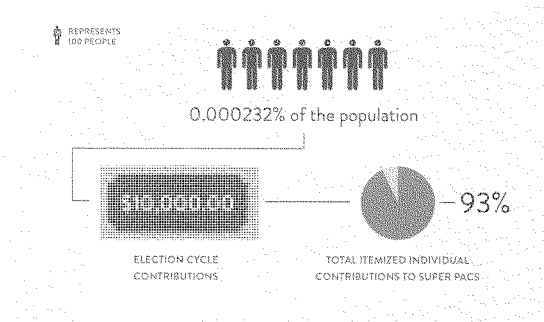 REPRESENTS
100 PEOPLE
0.000232% of the population
$10,000.00
93%
ELECTION CYCLE
CONTRIBUTIONS
TOTAL ITEMIZED INDIVIDUAL
CONTRIBUTIONS TO SUPER PACS